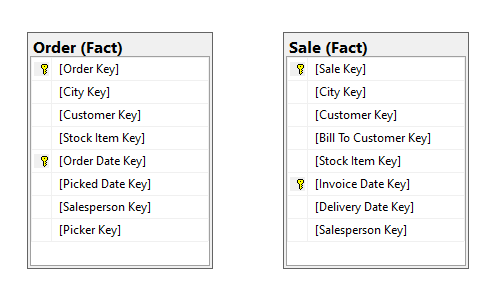 Order (Fact)
[Order Key]
[City Key]
[Customer Key]
[Stock Item Key]
[Order Date Key]
[Picked Date Key]
[Salesperson Key]
[Picker Key]
Sale (Fact)
[Sale Key]
[City Key]
[Customer Key]
[Bill To Customer Key]
[Stock Item Key]
[Invoice Date Key]
[Delivery Date Key]
[Salesperson Key]